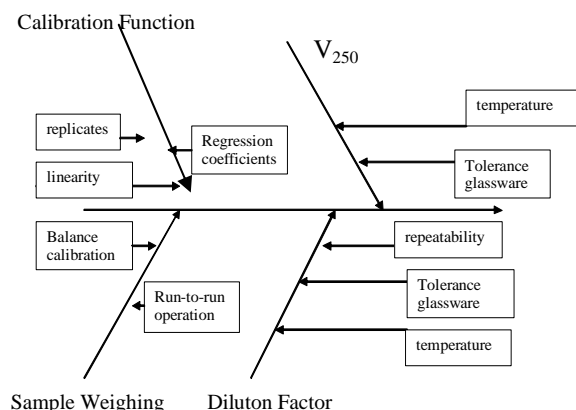 Calibration Function
V250
temperature
replicates
Regression
coefficients
Tolerance
glassware
linearity
Balance
calibration
repeatability
Run-to-run
operation
Tolerance
glassware
temperature
Sample Weighing
Diluton Factor